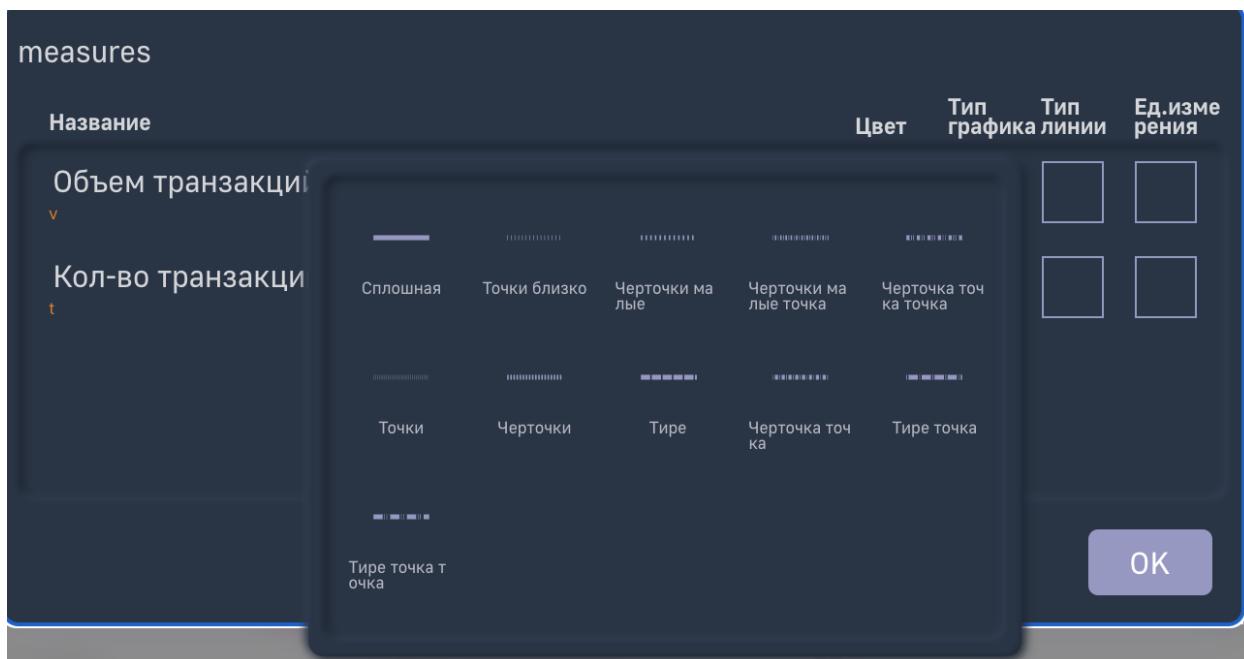 measures
Название
Цвет
Тип
графика
Тип
линии
Ед.изме
рения
Объем транзакций
v
Кол-во транзакци
t
Сплошная
Точки близко
Черточки ма
лые
Черточки ма
лые точка
Черточка точ
ка точка
Точки
Черточки
Тире
Черточка точ
ка
Тире точка
Тире точка т
очка
OK